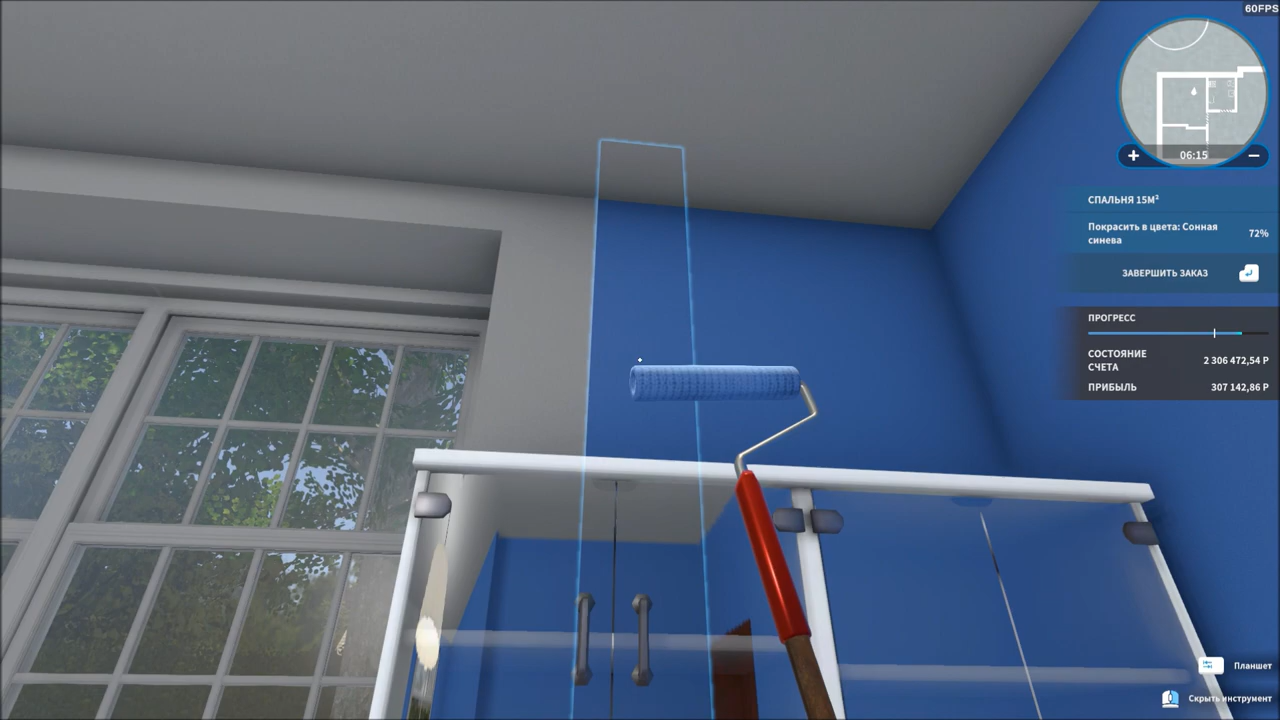 60FPS
06:15
СПАЛЬНЯ 15М²
Покрасить в цвета: Сонная
синева
72%
ЗАВЕРШИТЬ ЗАКАЗ
ПРОГРЕСС
СОСТОЯНИЕ
СЧЕТА
2 306 472,54 Р
ПРИБЫЛЬ
307 142,86 Р
Планшет
Скрыть инструмент